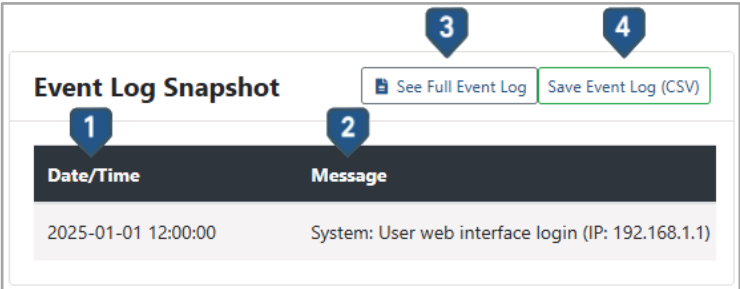 3 4
Event Log Snapshot See Full Event Log Save Event Log (CSV)
1 2
Date/Time Message
2025-01-01 12:00:00 System: User web interface login (IP: 192.168.1.1)